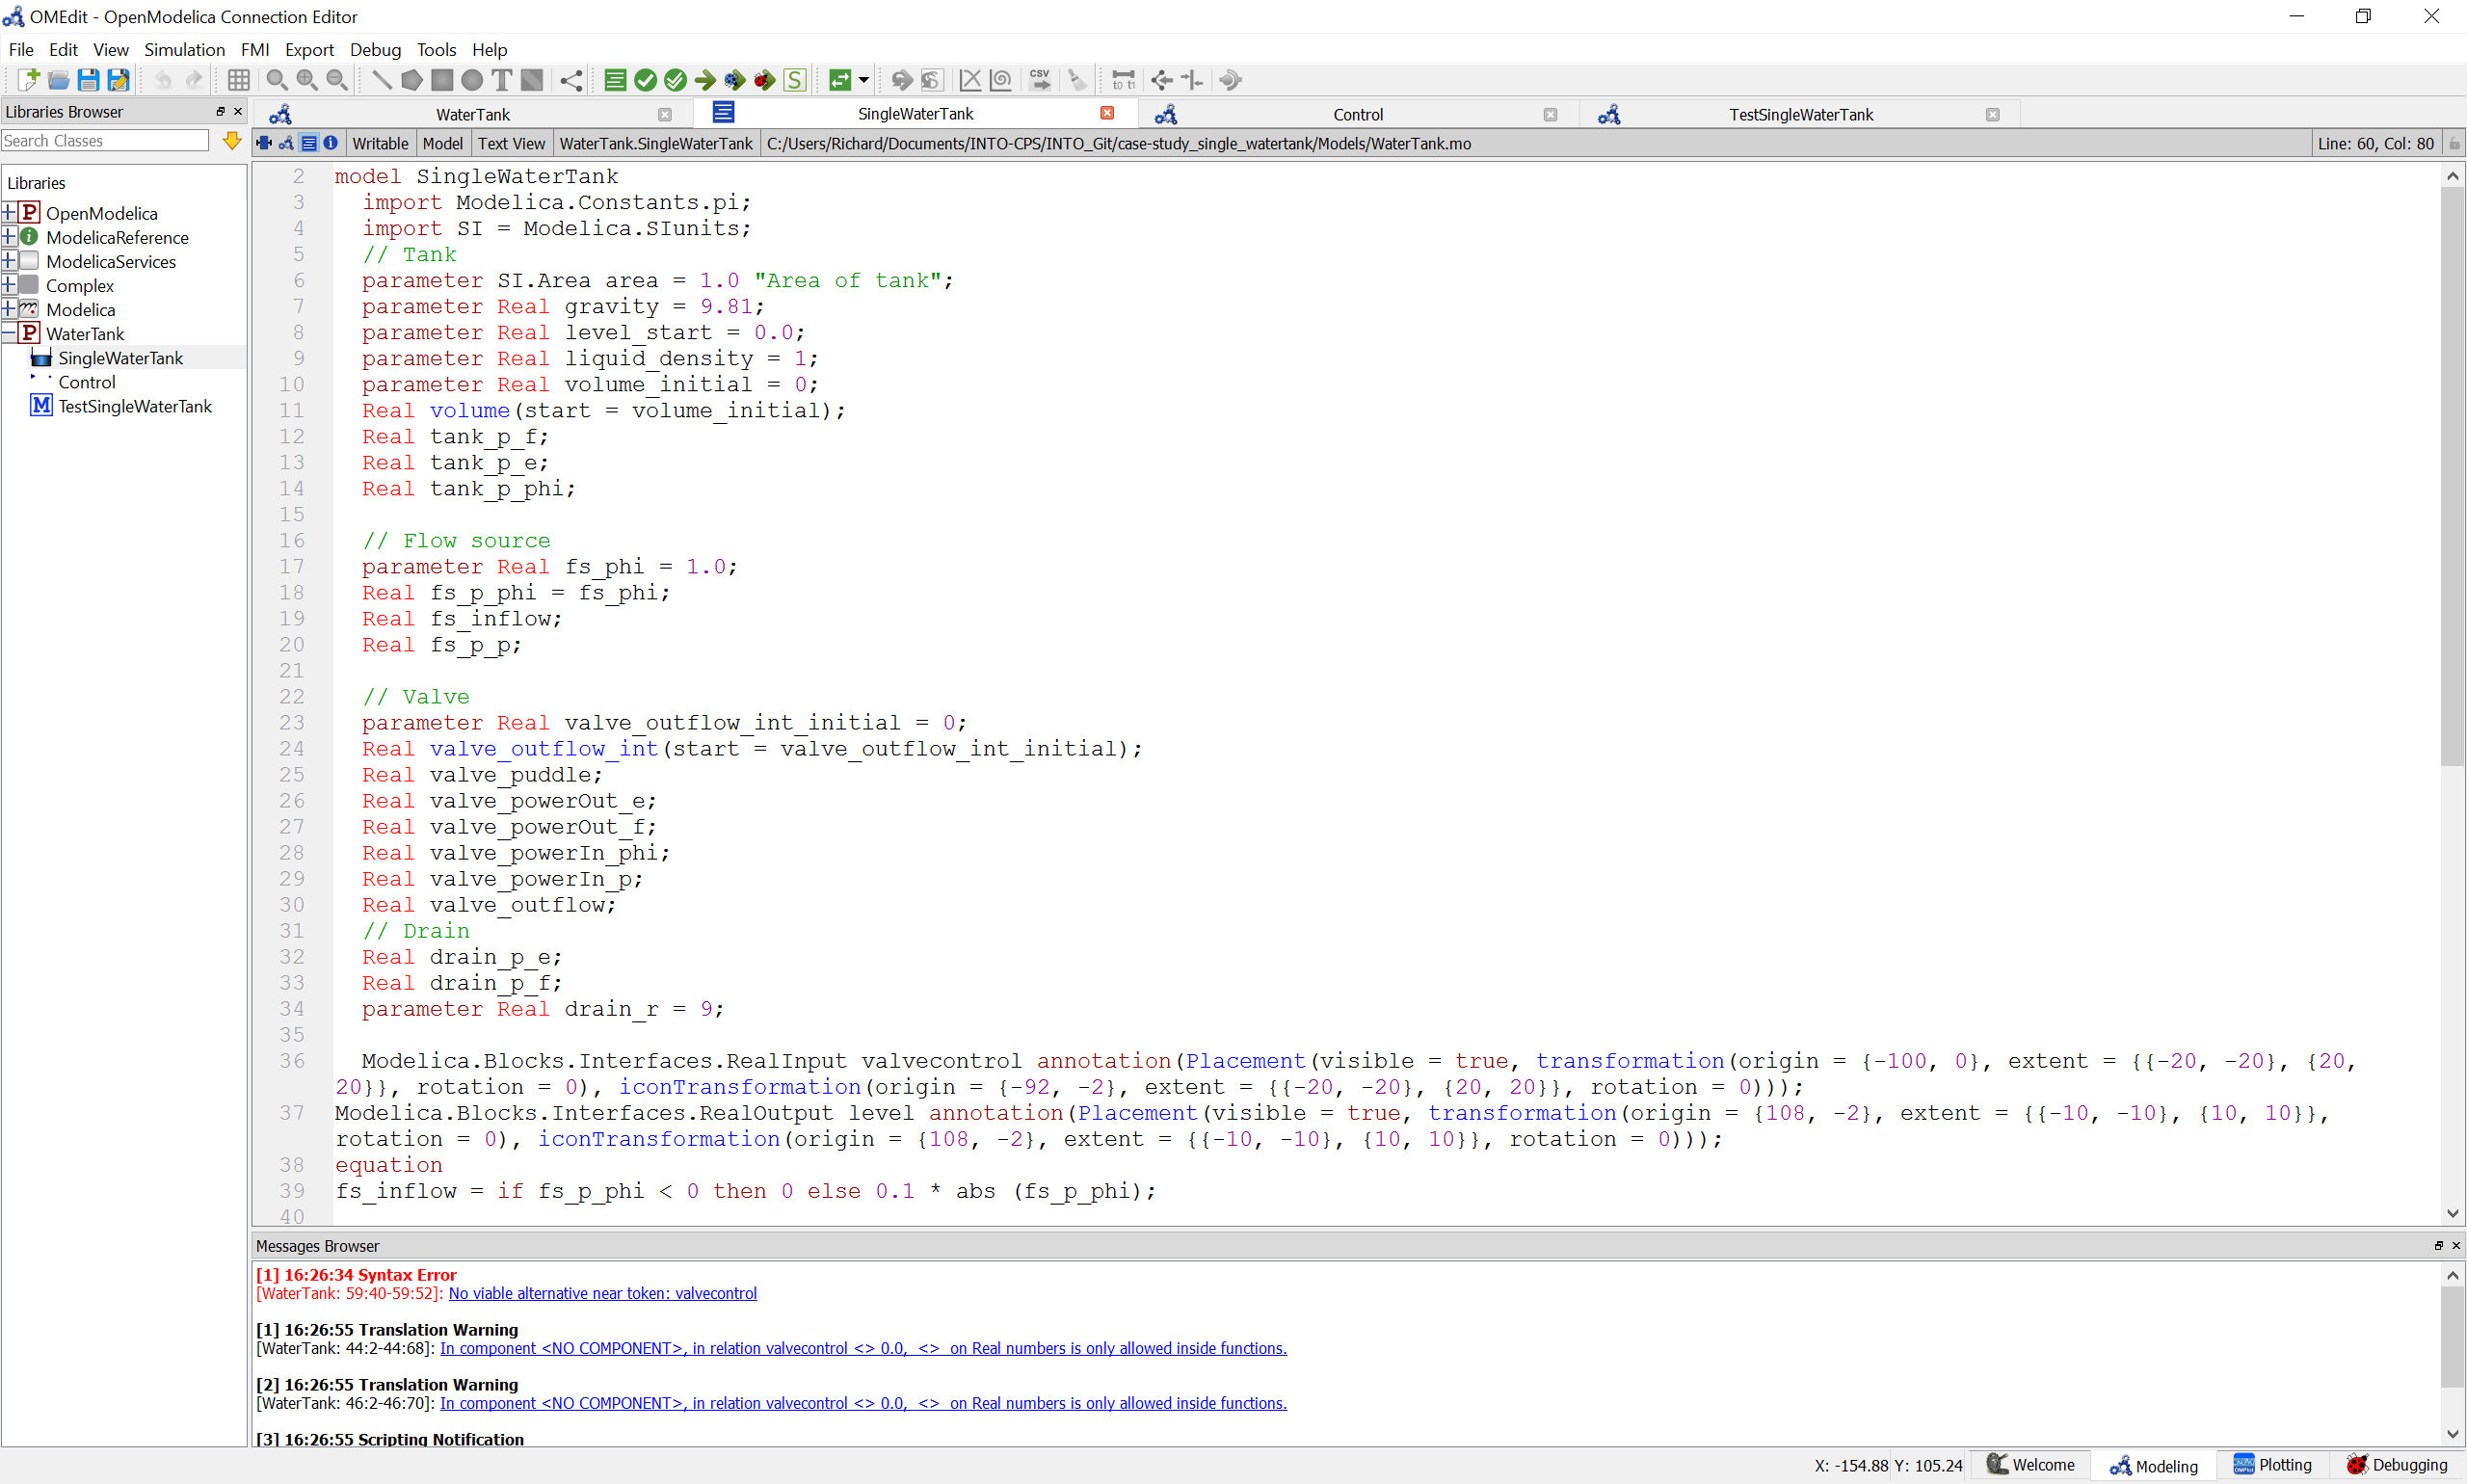 OMEdit - OpenModelica Connection Editor
File Edit View Simulation FMI Export Debug Tools Help
Libraries Browser
WaterTank
SingleWaterTank
Control
TestSingleWaterTank
Search Classes
Writable Model Text View WaterTank.SingleWaterTank C:/Users/Richard/Documents/INTO-CPS/INTO_Git/case-study_single_watertank/Models/WaterTank.mo Line: 60, Col: 80
Libraries
OpenModelica
ModelicaReference
ModelicaServices
Complex
Modelica
WaterTank
SingleWaterTank
Control
TestSingleWaterTank
2 model SingleWaterTank
3 import Modelica.Constants.pi;
4 import SI = Modelica.SIunits;
5 // Tank
6 parameter SI.Area area = 1.0 "Area of tank";
7 parameter Real gravity = 9.81;
8 parameter Real level_start = 0.0;
9 parameter Real liquid_density = 1;
10 parameter Real volume_initial = 0;
11 Real volume(start = volume_initial);
12 Real tank_p_f;
13 Real tank_p_e;
14 Real tank_p_phi;
15
16 // Flow source
17 parameter Real fs_phi = 1.0;
18 Real fs_p_phi = fs_phi;
19 Real fs_inflow;
20 Real fs_p_p;
21
22 // Valve
23 parameter Real valve_outflow_int_initial = 0;
24 Real valve_outflow_int(start = valve_outflow_int_initial);
25 Real valve_puddle;
26 Real valve_powerOut_e;
27 Real valve_powerOut_f;
28 Real valve_powerIn_phi;
29 Real valve_powerIn_p;
30 Real valve_outflow;
31 // Drain
32 Real drain_p_e;
33 Real drain_p_f;
34 parameter Real drain_r = 9;
35
36 Modelica.Blocks.Interfaces.RealInput valvecontrol annotation(Placement(visible = true, transformation(origin = {-100, 0}, extent = {{-20, -20}, {20,
20}}, rotation = 0), iconTransformation(origin = {-92, -2}, extent = {{-20, -20}, {20, 20}}, rotation = 0)));
37 Modelica.Blocks.Interfaces.RealOutput level annotation(Placement(visible = true, transformation(origin = {108, -2}, extent = {{-10, -10}, {10, 10}},
rotation = 0), iconTransformation(origin = {108, -2}, extent = {{-10, -10}, {10, 10}}, rotation = 0)));
38 equation
39 fs_inflow = if fs_p_phi < 0 then 0 else 0.1 * abs (fs_p_phi);
40
Messages Browser
[1] 16:26:34 Syntax Error
[WaterTank: 59:40-59:52]: No viable alternative near token: valvecontrol
[1] 16:26:55 Translation Warning
[WaterTank: 44:2-44:68]: In component <NO COMPONENT>, in relation valvecontrol <> 0.0, <> on Real numbers is only allowed inside functions.
[2] 16:26:55 Translation Warning
[WaterTank: 46:2-46:70]: In component <NO COMPONENT>, in relation valvecontrol <> 0.0, <> on Real numbers is only allowed inside functions.
[3] 16:26:55 Scripting Notification
X: -154.88 Y: 105.24 Welcome Modeling Plotting Debugging